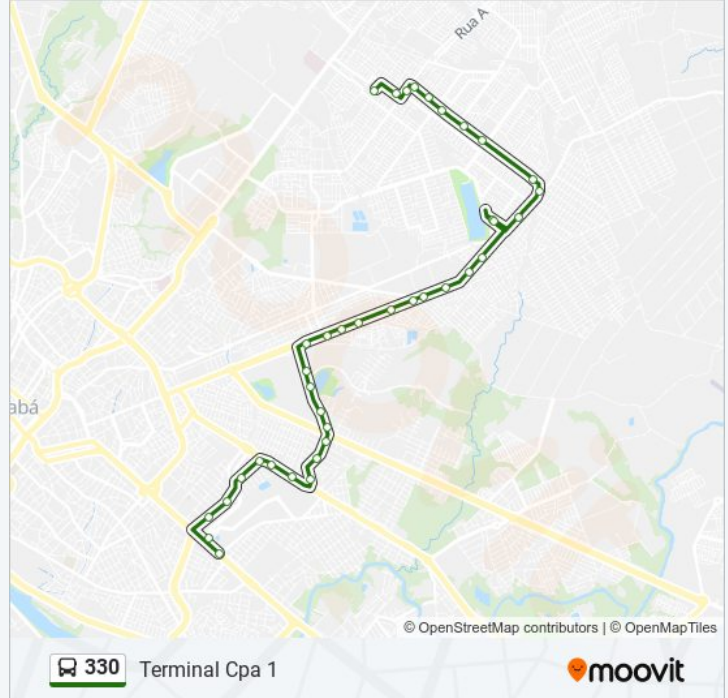 Rua A
abá
© OpenStreetMap contributors | © OpenMapTiles
330 Terminal Cpa 1
moovit